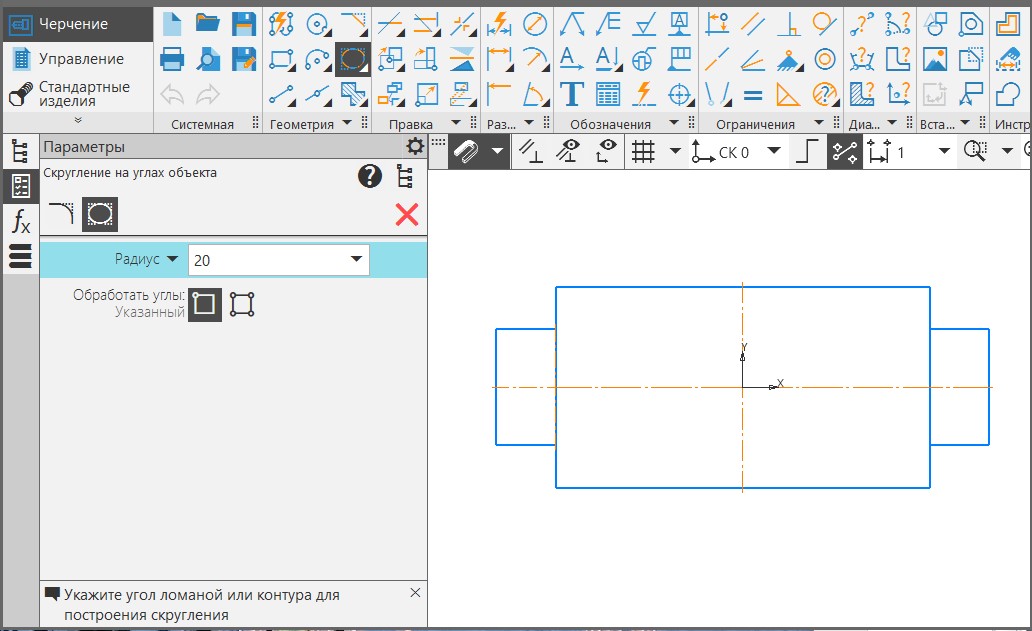 Черчение
Управление
Стандартные
изделия
Системная
Геометрия
Правка
Раз...
Обозначения
Ограничения
Диа...
Вста...
Инстр
Параметры
СК 0
1
Скругление на углах объекта
?
fx
Радиус
20
Обработать углы:
Указанный
Y
X
Укажите угол ломаной или контура для
построения скругления